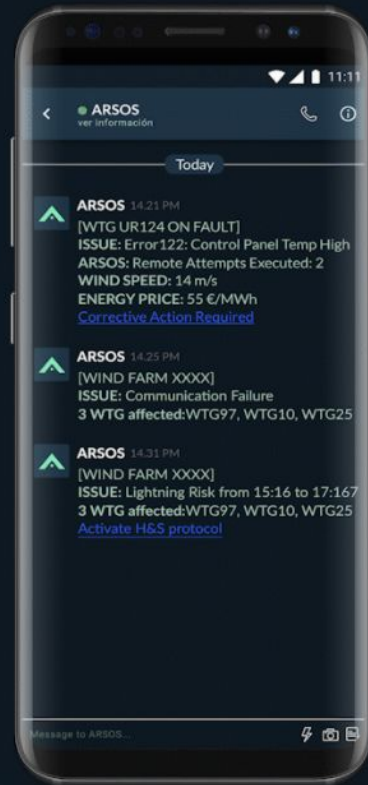 11:11
ARSOS
ver información
Today
ARSOS 14.21 PM
[WTG UR124 ON FAULT]
ISSUE: Error122: Control Panel Temp High
ARSOS: Remote Attempts Executed: 2
WIND SPEED: 14 m/s
ENERGY PRICE: 55 €/MWh
Corrective Action Required
ARSOS 14.25 PM
[WIND FARM XXXX]
ISSUE: Communication Failure
3 WTG affected:WTG97, WTG10, WTG25
ARSOS 14.31 PM
[WIND FARM XXXX]
ISSUE: Lightning Risk from 15:16 to 17:167
3 WTG affected:WTG97, WTG10, WTG25
Activate H&S protocol
Message to ARSOS...